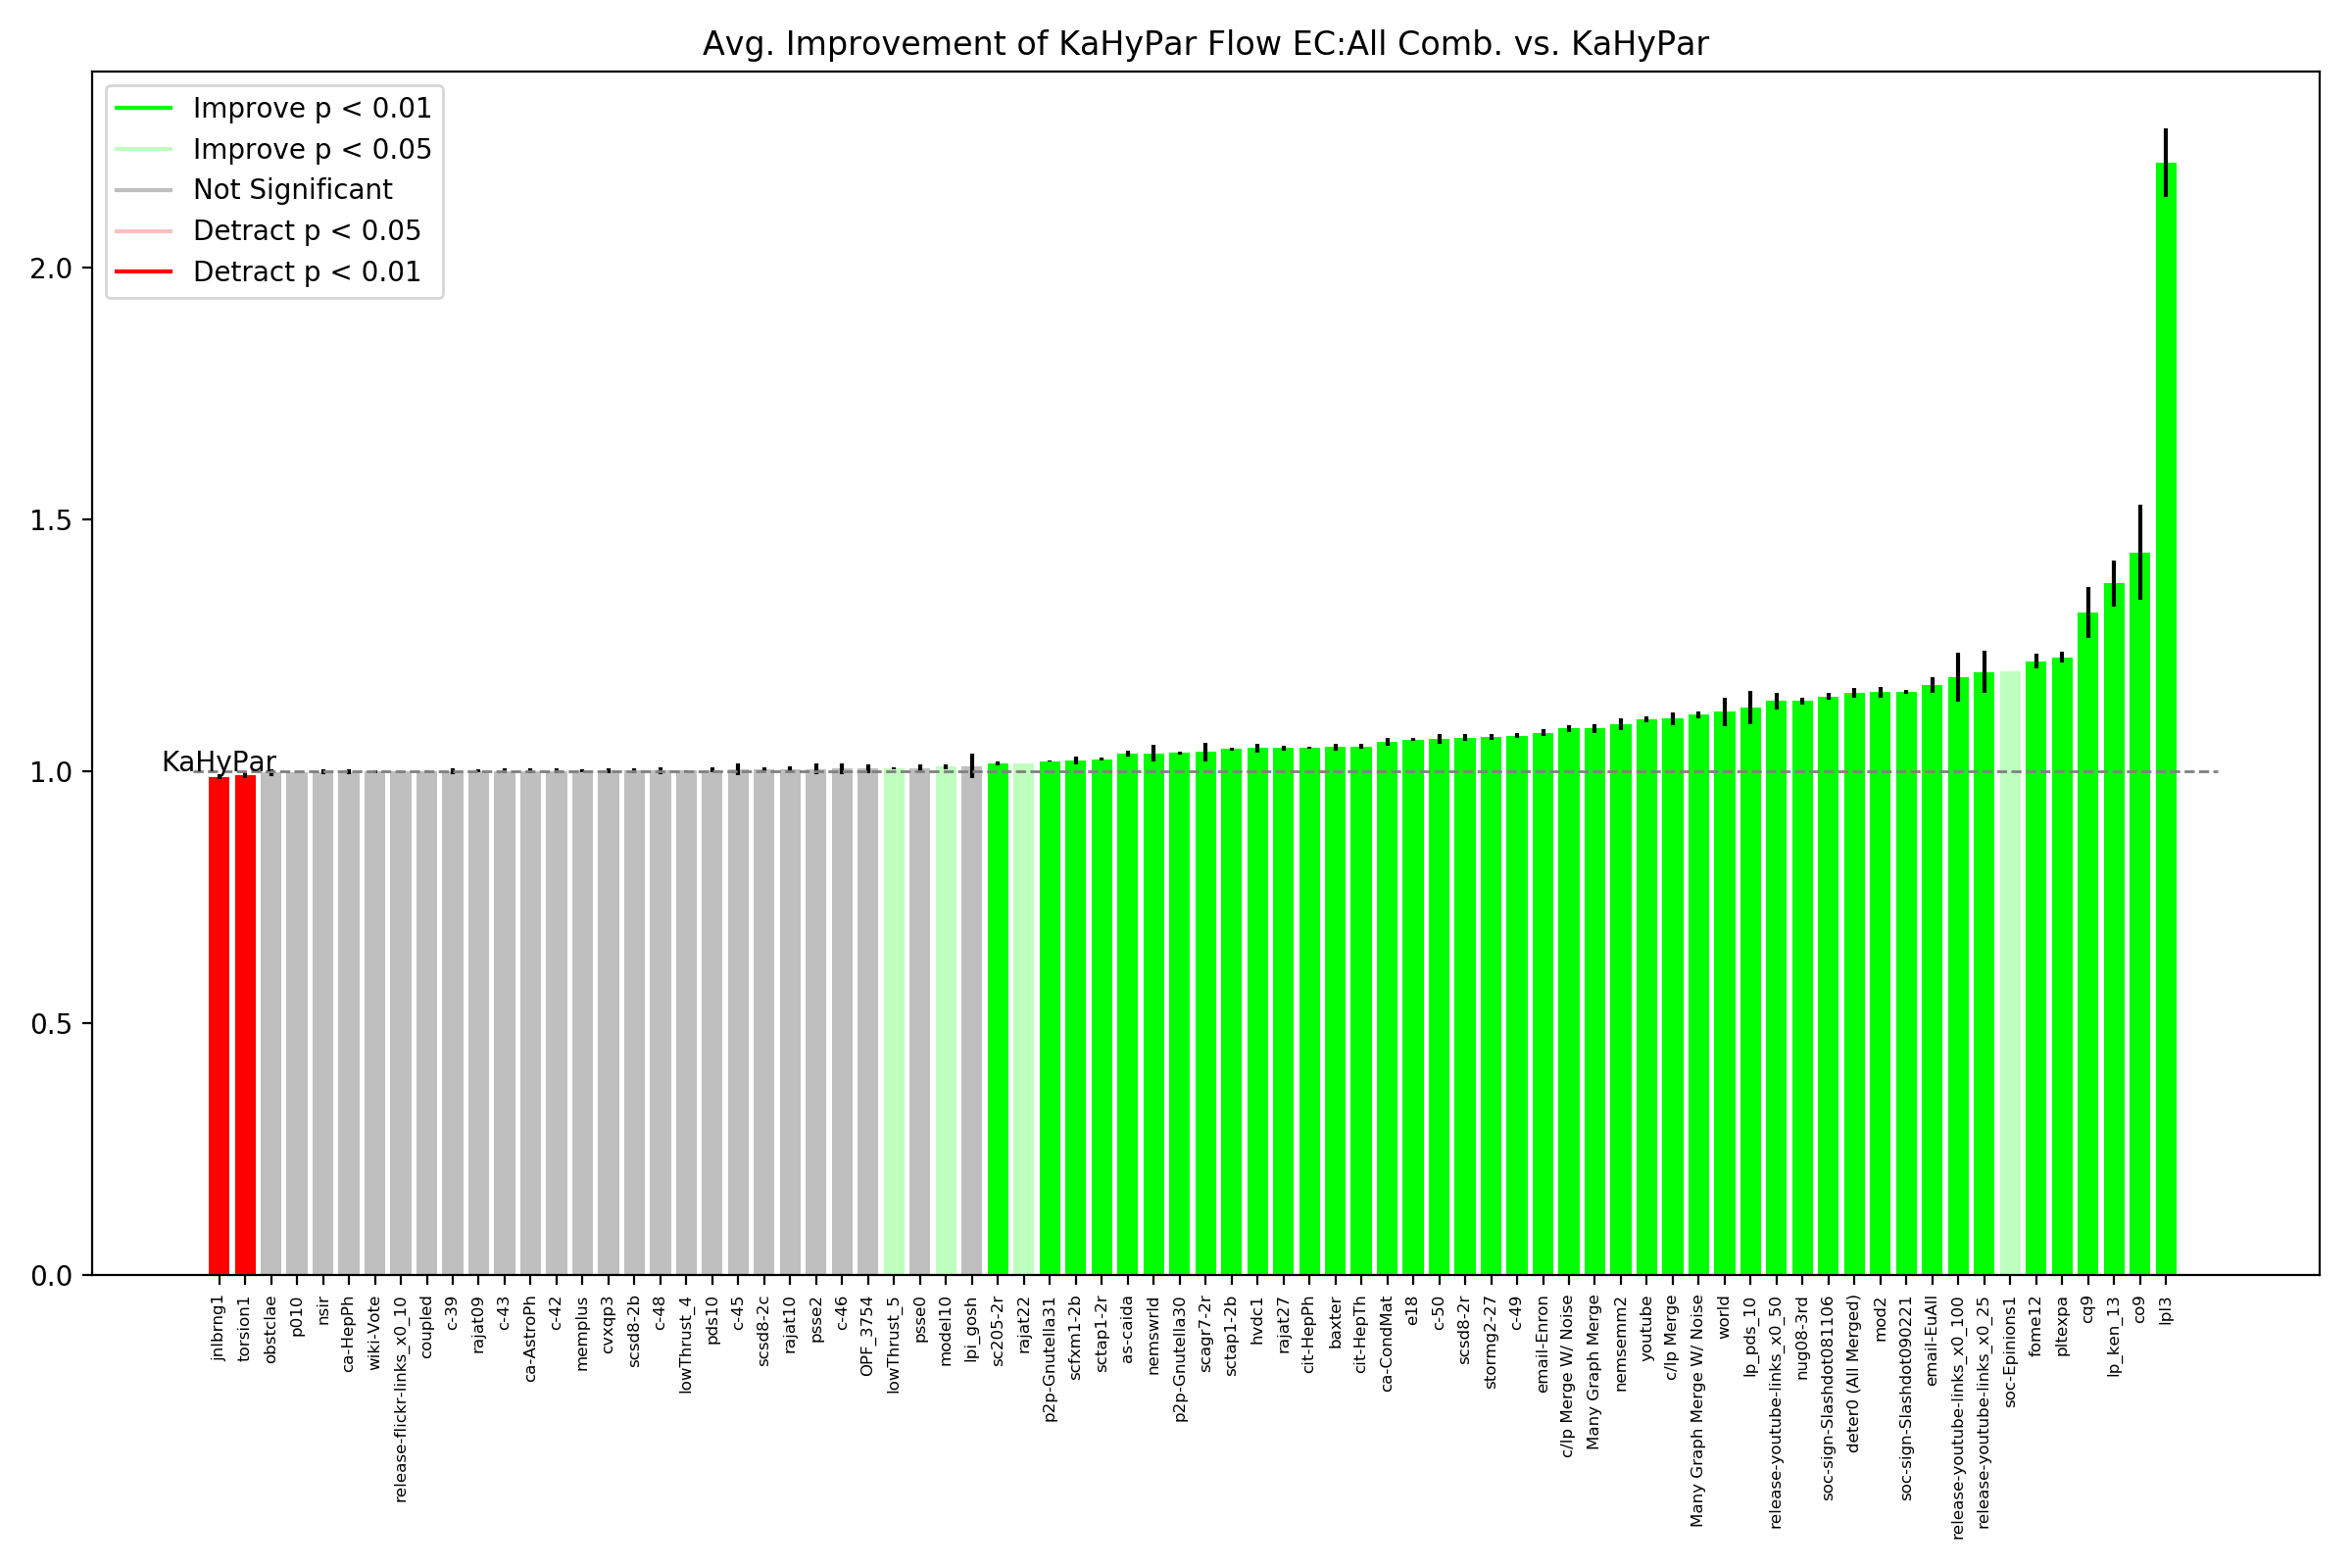 Avg. Improvement of KaHyPar Flow EC:All Comb. vs. KaHyPar
Improve p < 0.01
Improve p < 0.05
Not Significant
Detract p < 0.05
Detract p < 0.01
2.0
1.5
1.0
0.5
0.0
KaHyPar
jnlbrng1
torsion1
obstclae
p010
nsir
ca-HepPh
wiki-Vote
release-flickr-links_x0_10
coupled
c-39
rajat09
c-43
ca-AstroPh
c-42
memplus
cvxqp3
scsd8-2b
c-48
lowThrust_4
pds10
c-45
scsd8-2c
rajat10
psse2
c-46
OPF_3754
lowThrust_5
psse0
model10
lpi_gosh
sc205-2r
rajat22
p2p-Gnutella31
scfxm1-2b
sctap1-2r
as-caida
nemswrld
p2p-Gnutella30
scagr7-2r
sctap1-2b
hvdc1
rajat27
cit-HepPh
baxter
cit-HepTh
ca-CondMat
e18
c-50
scsd8-2r
stormg2-27
c-49
email-Enron
c/lp Merge W/ Noise
Many Graph Merge
nemsemm2
youtube
c/lp Merge
Many Graph Merge W/ Noise
world
lp_pds_10
release-youtube-links_x0_50
nug08-3rd
soc-sign-Slashdot081106
deter0 (All Merged)
mod2
soc-sign-Slashdot090221
email-EuAll
release-youtube-links_x0_100
release-youtube-links_x0_25
soc-Epinions1
fome12
pltexpa
cq9
lp_ken_13
co9
lpl3